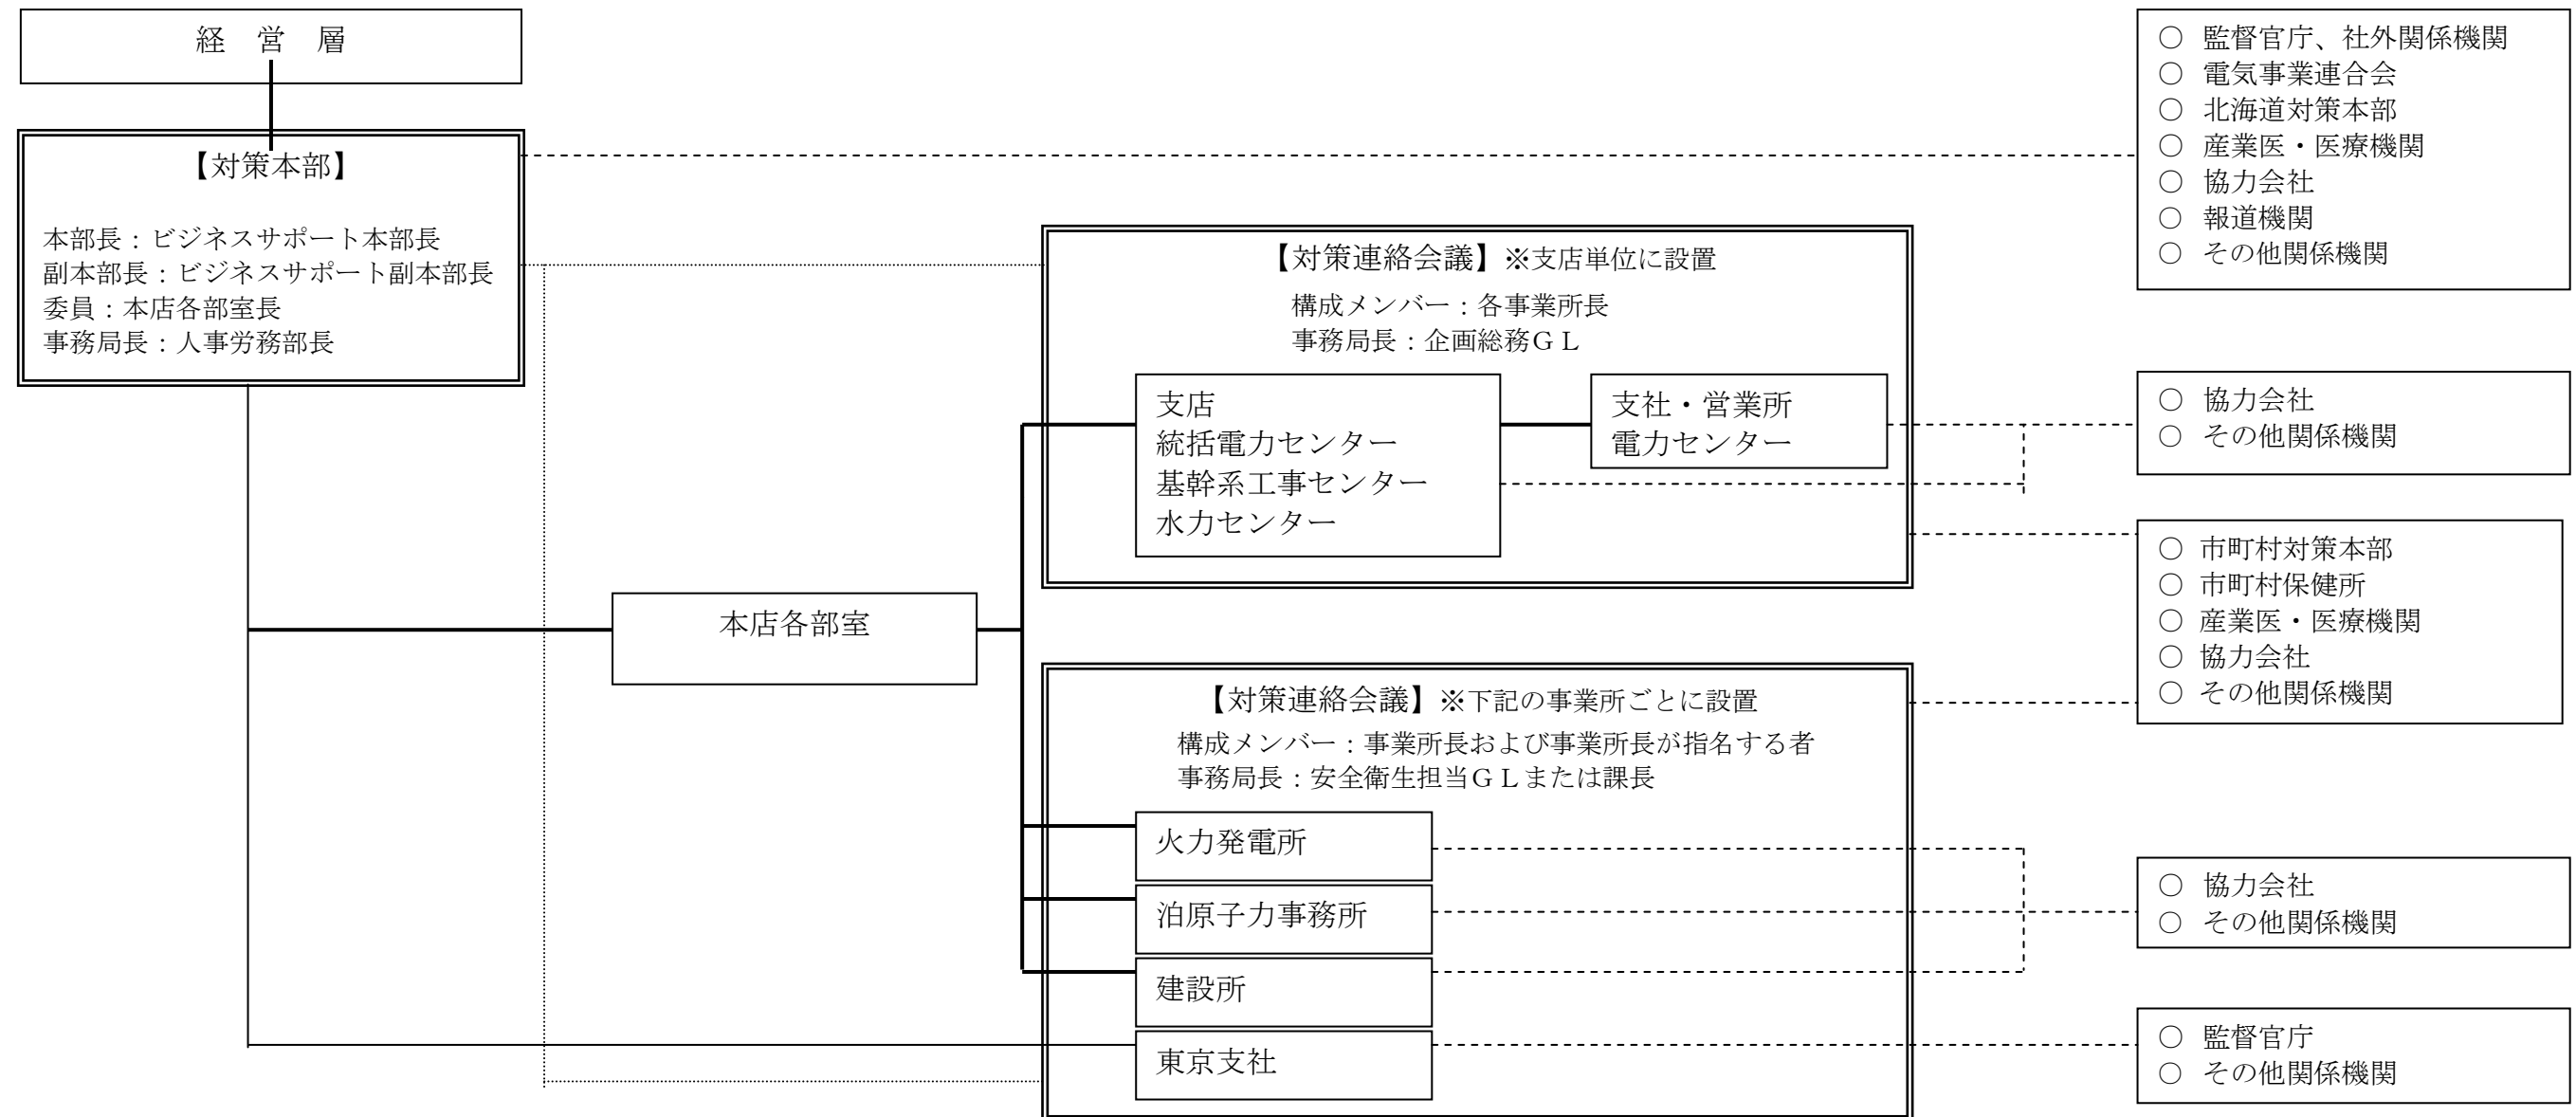 経 営 層
【対策本部】
本部長：ビジネスサポート本部長
副本部長：ビジネスサポート副本部長
委員：本店各部室長
事務局長：人事労務部長
○ 監督官庁、社外関係機関
○ 電気事業連合会
○ 北海道対策本部
○ 産業医・医療機関
○ 協力会社
○ 報道機関
○ その他関係機関
【対策連絡会議】※支店単位に設置
構成メンバー：各事業所長
事務局長：企画総務ＧＬ
支店
統括電力センター
基幹系工事センター
水力センター
支社・営業所
電力センター
○ 協力会社
○ その他関係機関
○ 市町村対策本部
○ 市町村保健所
○ 産業医・医療機関
○ 協力会社
○ その他関係機関
本店各部室
【対策連絡会議】※下記の事業所ごとに設置
構成メンバー：事業所長および事業所長が指名する者
事務局長：安全衛生担当ＧＬまたは課長
火力発電所
泊原子力事務所
建設所
東京支社
○ 協力会社
○ その他関係機関
○ 監督官庁
○ その他関係機関